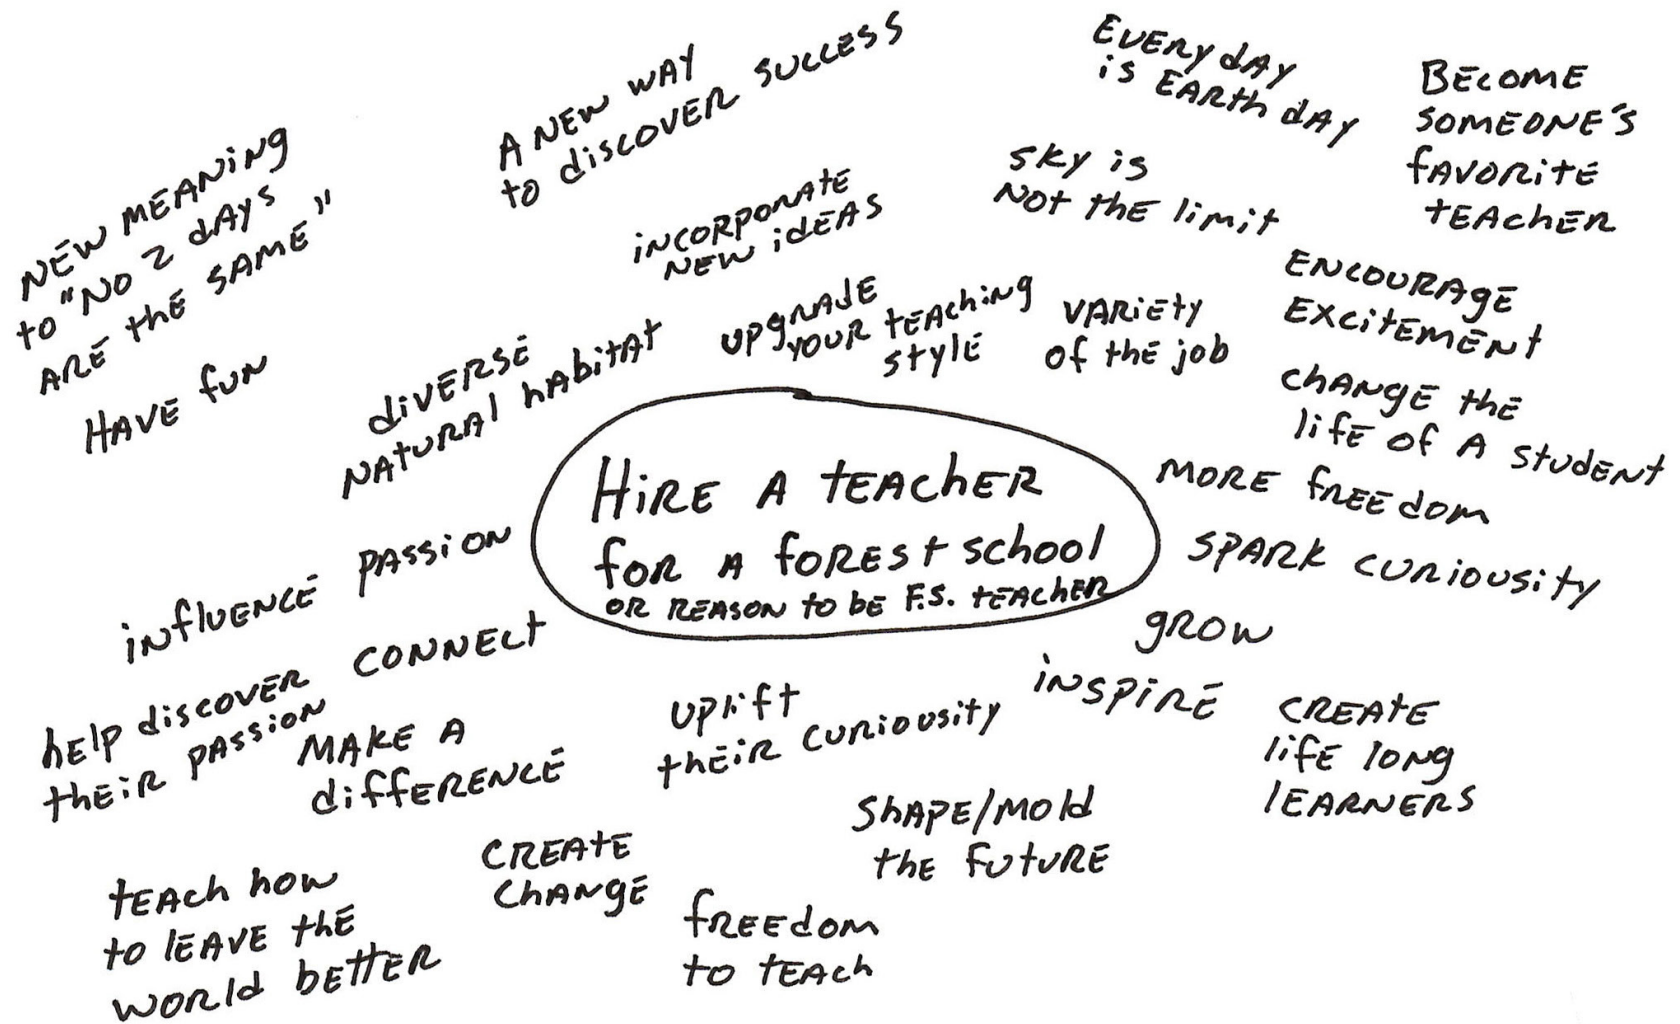 A NEW WAY
to discover SUCCESS
EVERY dAY
is EARth dAY
BECOME
SOMEONE'S
fAVORitE
tEAchER
NEW MEANiNg
to "NO 2 dAYS
ARE thE SAME"
iNCORPORAtE
NEW idEAS
SkY is
Not thE limit
ENCOURAgE
EXCitEMENt
HAVE fUN
diVERSE
NAtURAl hAbitAt
UPgRAdE
YOUR tEAChiNg
StYlE
VARiEtY
of thE job
ChANgE thE
lifE of A StUdENt
HiRE A tEAchER
foR A foRESt School
OR REASON to bE F.S. tEAChER
MORE fREEdom
SPARK CURiOUSitY
iNflUENCE PASSiON
CONNECt
gROW
iNSPiRE
hElp discovER
thEiR PASSiON
MAKE A
diffERENCE
UPlift
thEiR CURiOUSitY
CREAtE
lifE loNg
lEARNERS
ShAPE/Mold
thE FUtURE
CREAtE
ChANgE
tEACh how
to lEAVE thE
WORld bEttER
fREEdom
to tEACh